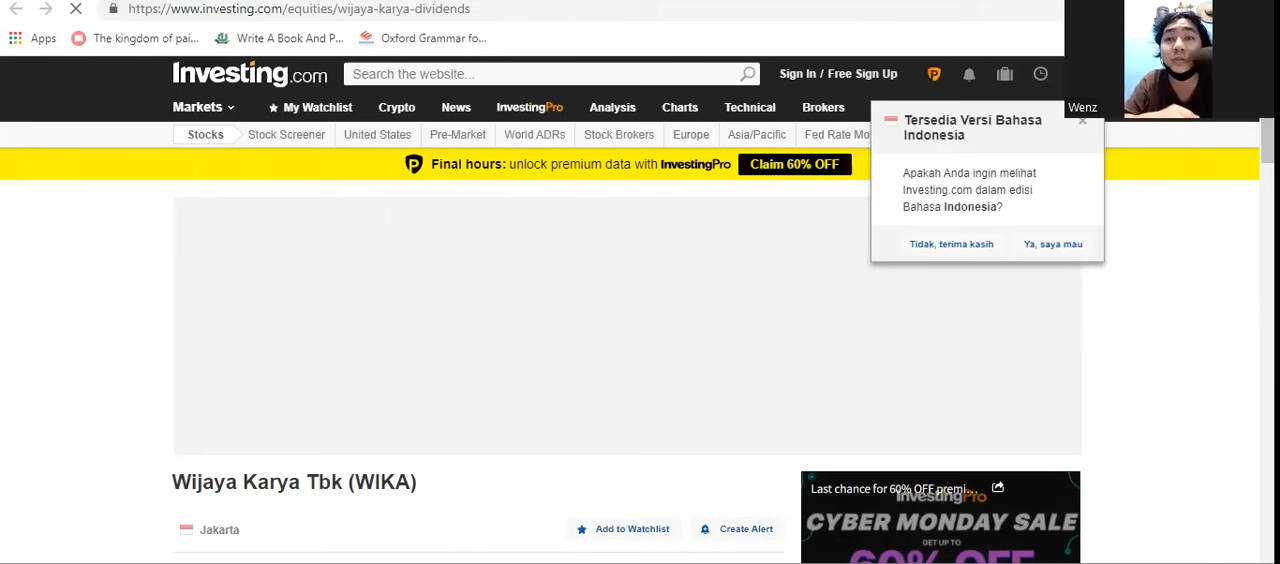 https://www.investing.com/equities/wijaya-karya-dividends
Apps The kingdom of pai... Write A Book And P... Oxford Grammar fo...
Investing.com Search the website... Sign In / Free Sign Up
Wenz
Markets My Watchlist Crypto News InvestingPro Analysis Charts Technical Brokers
Stocks Stock Screener United States Pre-Market World ADRs Stock Brokers Europe Asia/Pacific Fed Rate Mo
Final hours: unlock premium data with InvestingPro Claim 60% OFF
Tersedia Versi Bahasa
Indonesia
Apakah Anda ingin melihat
Investing.com dalam edisi
Bahasa Indonesia?
Tidak, terima kasih Ya, saya mau
Wijaya Karya Tbk (WIKA)
Jakarta Add to Watchlist Create Alert
Last chance for 60% OFF premi...
InvestingPro
CYBER MONDAY SALE
GET UP TO
60% OFF